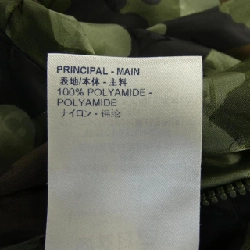 PRINCIPAL - MAIN
表地/本体 - 主料
100% POLYAMIDE -
POLYAMIDE
ナイロン - 锦纶